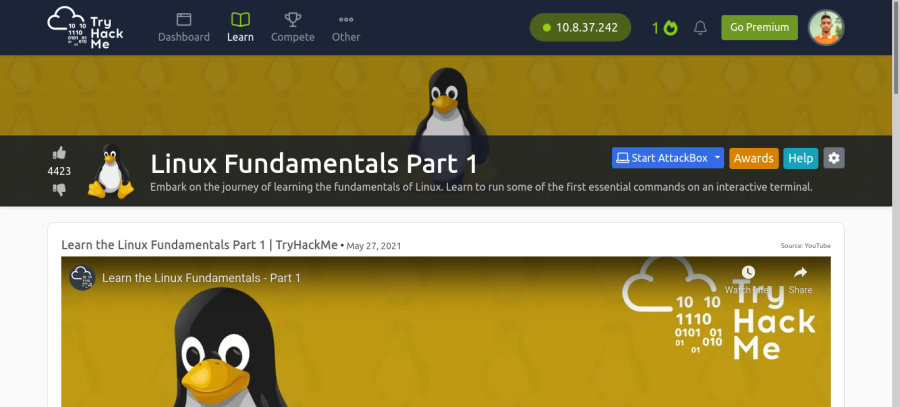 Try
Hack
Me
10 10
1110
0101 01
01 010
Dashboard
Learn
Compete
Other
10.8.37.242
1
Go Premium
4423
Linux Fundamentals Part 1
Embark on the journey of learning the fundamentals of Linux. Learn to run some of the first essential commands on an interactive terminal.
Start AttackBox
Awards
Help
Learn the Linux Fundamentals Part 1 | TryHackMe • May 27, 2021
Source: YouTube
Learn the Linux Fundamentals - Part 1
Watch later
Share
10 10
1110
0101 01
01 010
Try
Hack
Me